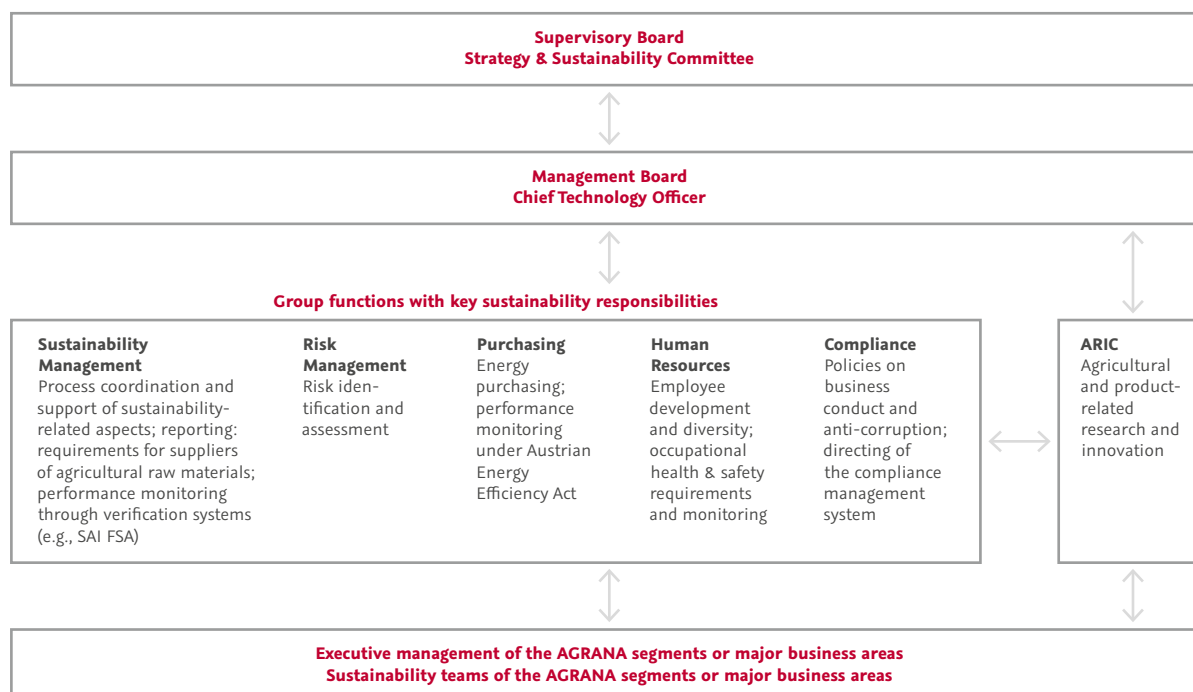 Supervisory Board
Strategy & Sustainability Committee
Management Board
Chief Technology Officer
Group functions with key sustainability responsibilities
Sustainability
Management
Process coordination and
support of sustainability-
related aspects; reporting:
requirements for suppliers
of agricultural raw materials;
performance monitoring
through verification systems
(e.g., SAI FSA)
Risk
Management
Risk iden-
tification and
assessment
Purchasing
Energy
purchasing;
performance
monitoring
under Austrian
Energy
Efficiency Act
Human
Resources
Employee
development
and diversity;
occupational
health & safety
requirements
and monitoring
Compliance
Policies on
business
conduct and
anti-corruption;
directing of
the compliance
management
system
ARIC
Agricultural
and product-
related
research and
innovation
Executive management of the AGRANA segments or major business areas
Sustainability teams of the AGRANA segments or major business areas